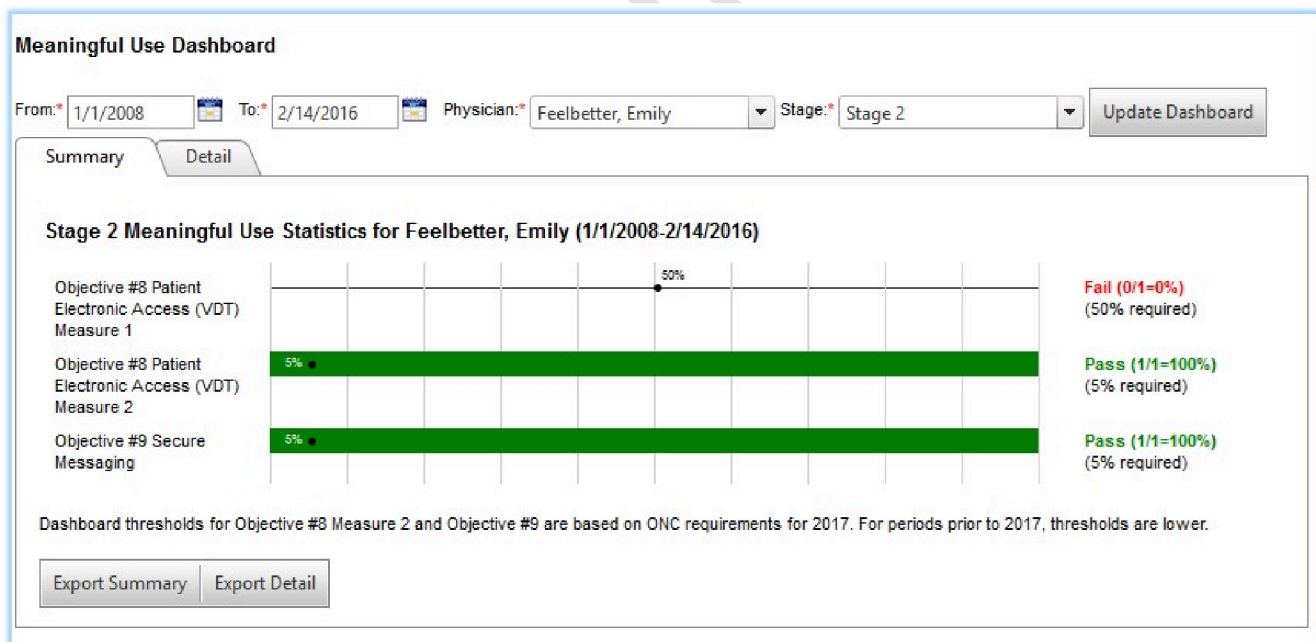 Meaningful Use Dashboard
From:* 1/1/2008 To:* 2/14/2016 Physician:* Feelbetter, Emily Stage:* Stage 2 Update Dashboard
Summary Detail
Stage 2 Meaningful Use Statistics for Feelbetter, Emily (1/1/2008-2/14/2016)
50%
Objective #8 Patient Fail (0/1=0%)
Electronic Access (VDT) (50% required)
Measure 1
Objective #8 Patient 5% Pass (1/1=100%)
Electronic Access (VDT) (5% required)
Measure 2
Objective #9 Secure 5% Pass (1/1=100%)
Messaging (5% required)
Dashboard thresholds for Objective #8 Measure 2 and Objective #9 are based on ONC requirements for 2017. For periods prior to 2017, thresholds are lower.
Export Summary Export Detail